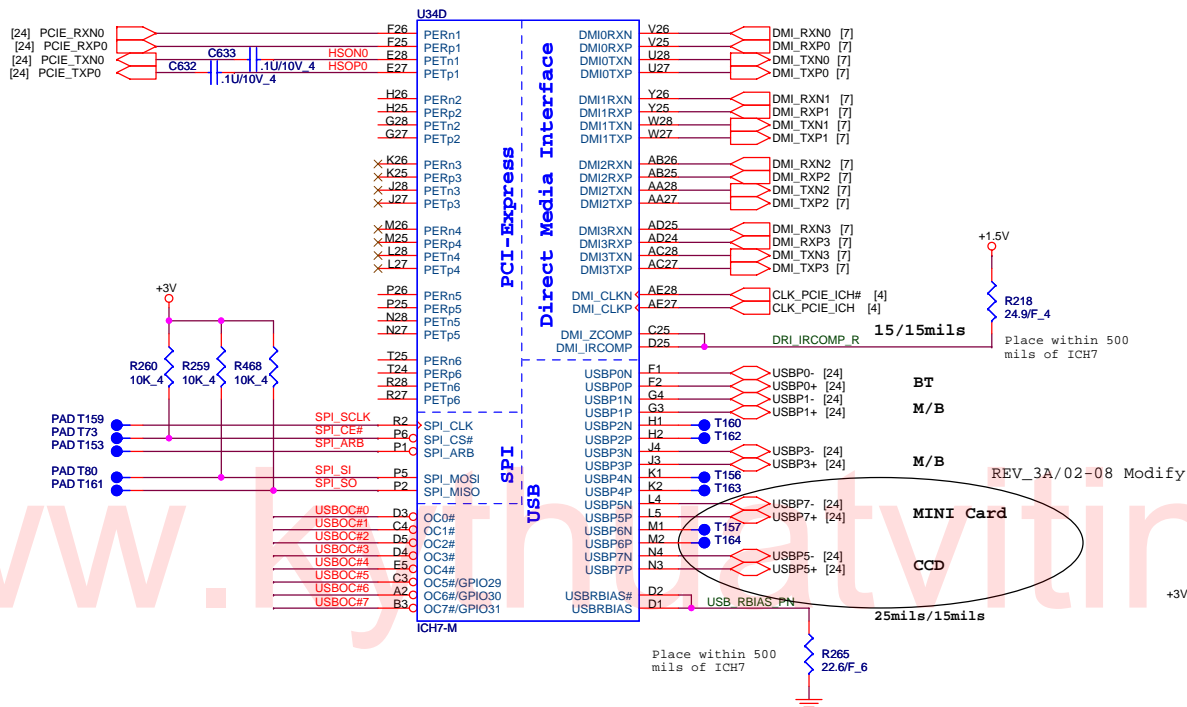 U34D
[24] PCIE_RXN0 F26 PERn1 DMI0RXN V26 DMI_RXN0 [7]
[24] PCIE_RXP0 F25 PERp1 DMI0RXP V25 DMI_RXP0 [7]
[24] PCIE_TXN0 C633 HSON0 E28 PETn1 DMI0TXN U28 DMI_TXN0 [7]
[24] PCIE_TXP0 C632 .1U/10V_4 HSOP0 E27 PETp1 DMI0TXP U27 DMI_TXP0 [7]
.1U/10V_4
H26 PERn2 DMI1RXN Y26 DMI_RXN1 [7]
H25 PERp2 DMI1RXP Y25 DMI_RXP1 [7]
G28 PETn2 DMI1TXN W28 DMI_TXN1 [7]
G27 PETp2 DMI1TXP W27 DMI_TXP1 [7]
K26 PERn3 DMI2RXN AB26 DMI_RXN2 [7]
K25 PERp3 DMI2RXP AB25 DMI_RXP2 [7]
J28 PETn3 DMI2TXN AA28 DMI_TXN2 [7]
J27 PETp3 DMI2TXP AA27 DMI_TXP2 [7]
M26 PERn4 DMI3RXN AD25 DMI_RXN3 [7]
M25 PERp4 DMI3RXP AD24 DMI_RXP3 [7]
L28 PETn4 DMI3TXN AC28 DMI_TXN3 [7]
L27 PETp4 DMI3TXP AC27 DMI_TXP3 [7]
PCI-Express
Direct Media Interface
+1.5V
P26 PERn5 DMI_CLKN AE28 CLK_PCIE_ICH# [4]
P25 PERp5 DMI_CLKP AE27 CLK_PCIE_ICH [4]
N28 PETn5
N27 PETp5 DMI_ZCOMP C25
DMI_IRCOMP D25 DRI_IRCOMP_R
15/15mils
R218
24.9/F_4
Place within 500
mils of ICH7
+3V
R260
10K_4
R259
10K_4
R468
10K_4
T25 PERn6
T24 PERp6 USBP0N F1 USBP0- [24]
R28 PETn6 USBP0P F2 USBP0+ [24] BT
R27 PETp6 USBP1N G4 USBP1- [24]
USBP1P G3 USBP1+ [24] M/B
PAD T159 SPI_SCLK R2 SPI_CLK USBP2N H1 T160
PAD T73 SPI_CE# P6 SPI_CS# USBP2P H2 T162
PAD T153 SPI_ARB P1 SPI_ARB USBP3N J4 USBP3- [24]
USBP3P J3 USBP3+ [24] M/B
PAD T80 SPI_SI P5 SPI_MOSI USBP4N K1 T156
PAD T161 SPI_SO P2 SPI_MISO USBP4P K2 T163
SPI
USB
REV_3A/02-08 Modify
USBP5N L4 USBP7- [24]
USBP5P L5 USBP7+ [24] MINI Card
USBOC#0 D3 OC0#
USBOC#1 C4 OC1# USBP6N M1 T157
USBOC#2 D5 OC2# USBP6P M2 T164
USBOC#3 D4 OC3# USBP7N N4 USBP5- [24]
USBOC#4 E5 OC4# USBP7P N3 USBP5+ [24] CCD
USBOC#5 C3 OC5#/GPIO29
USBOC#6 A2 OC6#/GPIO30 USBRBIAS# D2
USBOC#7 B3 OC7#/GPIO31 USBRBIAS D1 USB_RBIAS_PN
25mils/15mils
+3V
ICH7-M
Place within 500
mils of ICH7
R265
22.6/F_6
www.kythuatvitin